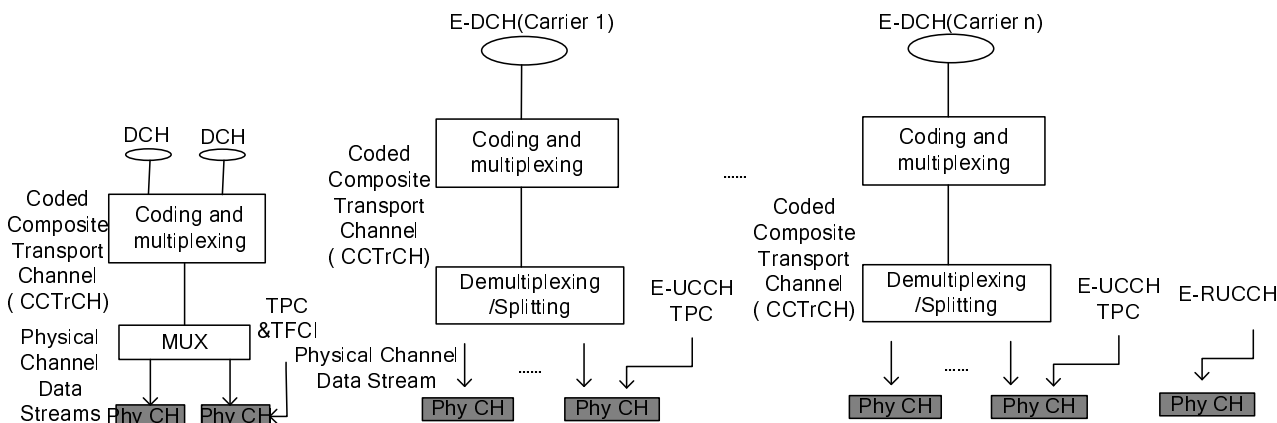 E-DCH(Carrier 1)
E-DCH(Carrier n)
DCH
DCH
Coded
Composite
Transport
Channel
( CCTrCH)
Coding and
multiplexing
MUX
TPC
&TFCI
Physical
Channel
Data
Streams
Phy CH
Phy CH
Coded
Composite
Transport
Channel
( CCTrCH)
Coding and
multiplexing
Demultiplexing
/Splitting
E-UCCH
TPC
Physical Channel
Data Stream
......
Phy CH
Phy CH
......
Coded
Composite
Transport
Channel
( CCTrCH)
Coding and
multiplexing
Demultiplexing
/Splitting
E-UCCH
TPC
E-RUCCH
......
Phy CH
Phy CH
Phy CH